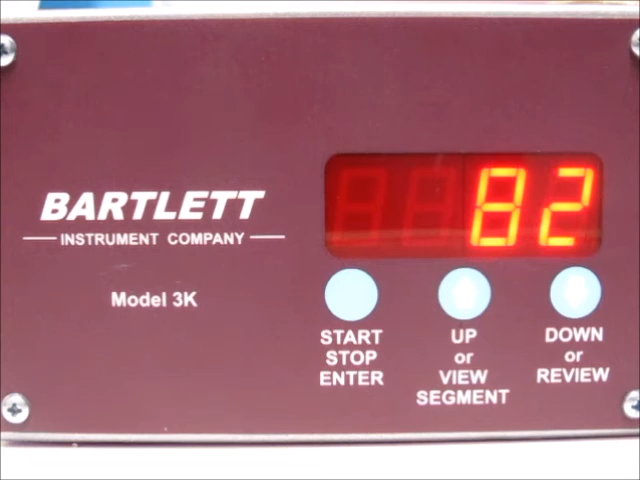 BARTLETT
INSTRUMENT COMPANY
Model 3K
82
START
STOP
ENTER
UP
or
VIEW
SEGMENT
DOWN
or
REVIEW